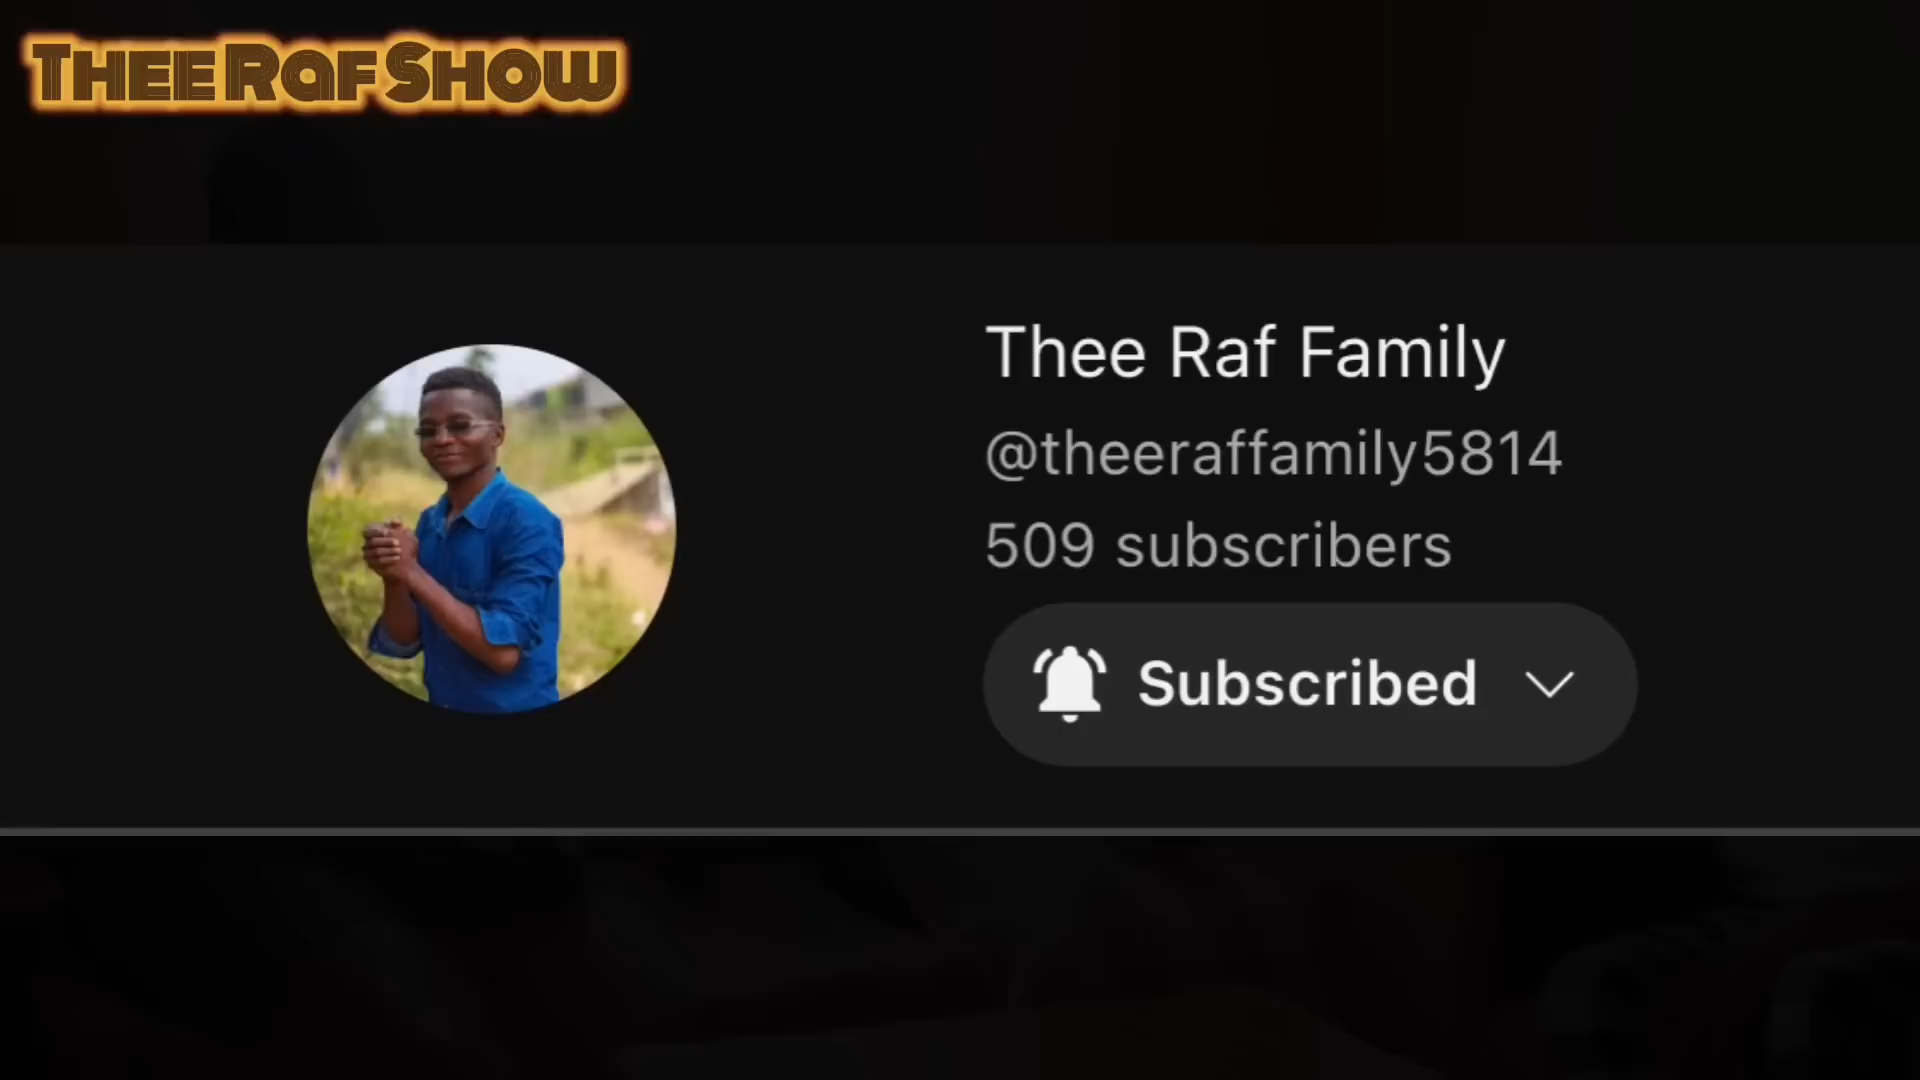 Thee Raf Show
Thee Raf Family
@theeraffamily5814
509 subscribers
Subscribed